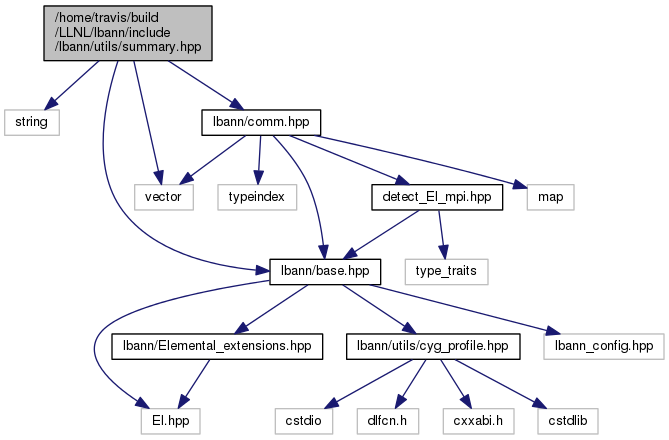 /home/travis/build
/LLNL/lbann/include
/lbann/utils/summary.hpp
string
lbann/comm.hpp
vector
typeindex
detect_El_mpi.hpp
map
lbann/base.hpp
type_traits
lbann/Elemental_extensions.hpp
lbann/utils/cyg_profile.hpp
lbann_config.hpp
El.hpp
cstdio
dlfcn.h
cxxabi.h
cstdlib